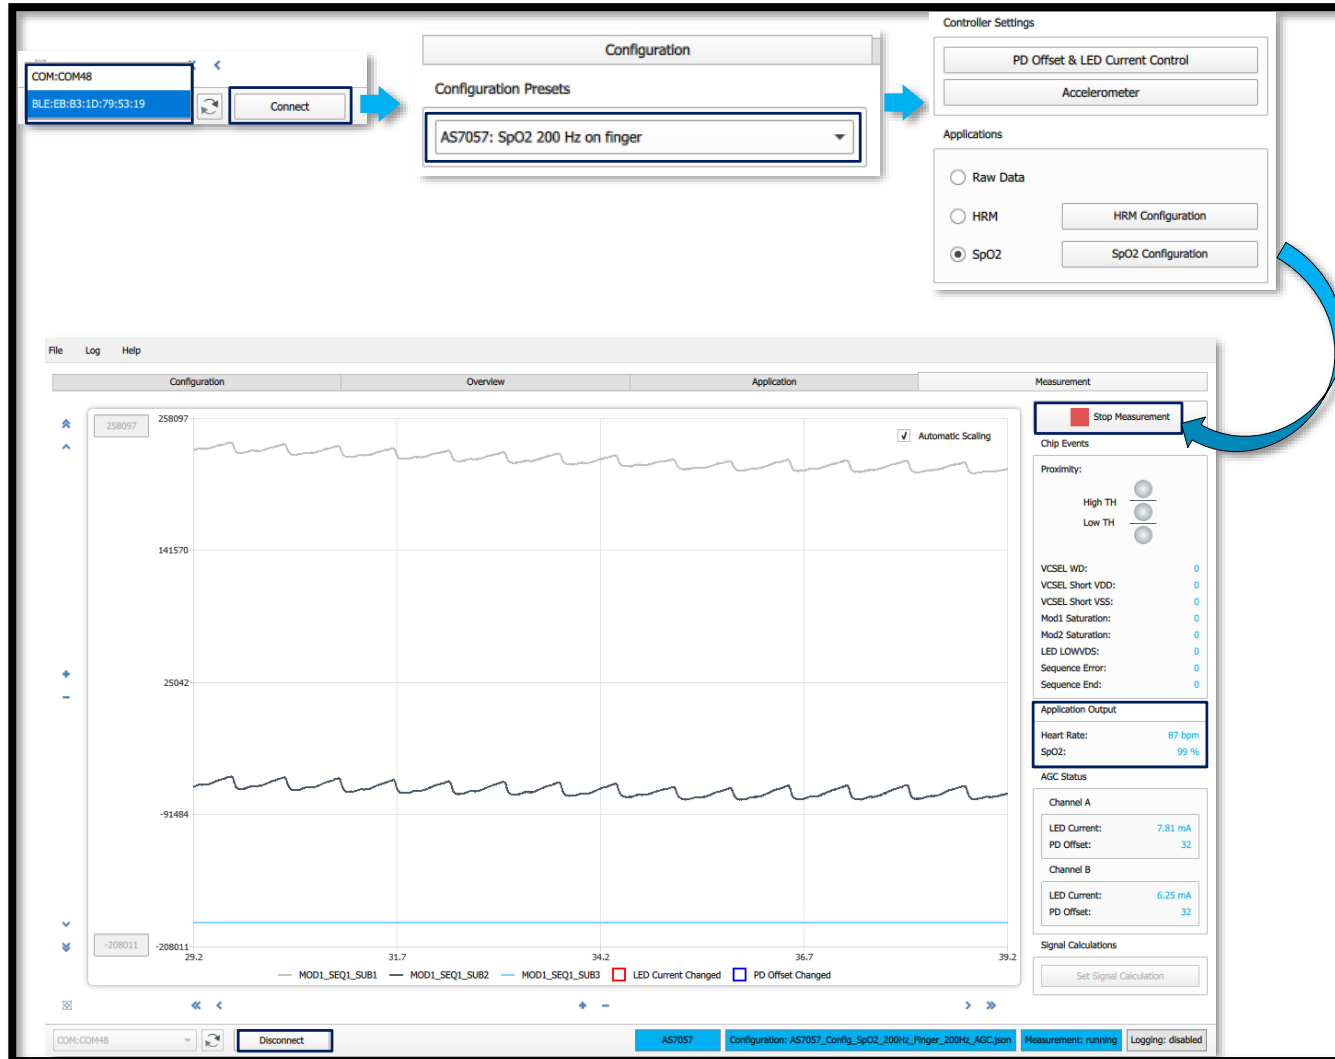 COM:COM48
BLE:EB:B3:1D:79:53:19
Connect
Configuration
Configuration Presets
AS7057: SpO2 200 Hz on finger
Controller Settings
PD Offset & LED Current Control
Accelerometer
Applications
Raw Data
HRM
HRM Configuration
SpO2
SpO2 Configuration
File Log Help
Configuration Overview Application Measurement
258097
258097
Automatic Scaling
141570
25042
-91484
-208011
-208011
29.2 31.7 34.2 36.7 39.2
MOD1_SEQ1_SUB1 MOD1_SEQ1_SUB2 MOD1_SEQ1_SUB3 LED Current Changed PD Offset Changed
Stop Measurement
Chip Events
Proximity:
High TH
Low TH
VCSEL WD: 0
VCSEL Short VDD: 0
VCSEL Short VSS: 0
Mod1 Saturation: 0
Mod2 Saturation: 0
LED LOWVDS: 0
Sequence Error: 0
Sequence End: 0
Application Output
Heart Rate: 87 bpm
SpO2: 99 %
AGC Status
Channel A
LED Current: 7.81 mA
PD Offset: 32
Channel B
LED Current: 6.25 mA
PD Offset: 32
Signal Calculations
Set Signal Calculation
COM:COM48
Disconnect
AS7057
Configuration: AS7057_Config_SpO2_200Hz_Finger_200Hz_AGC.json
Measurement: running
Logging: disabled